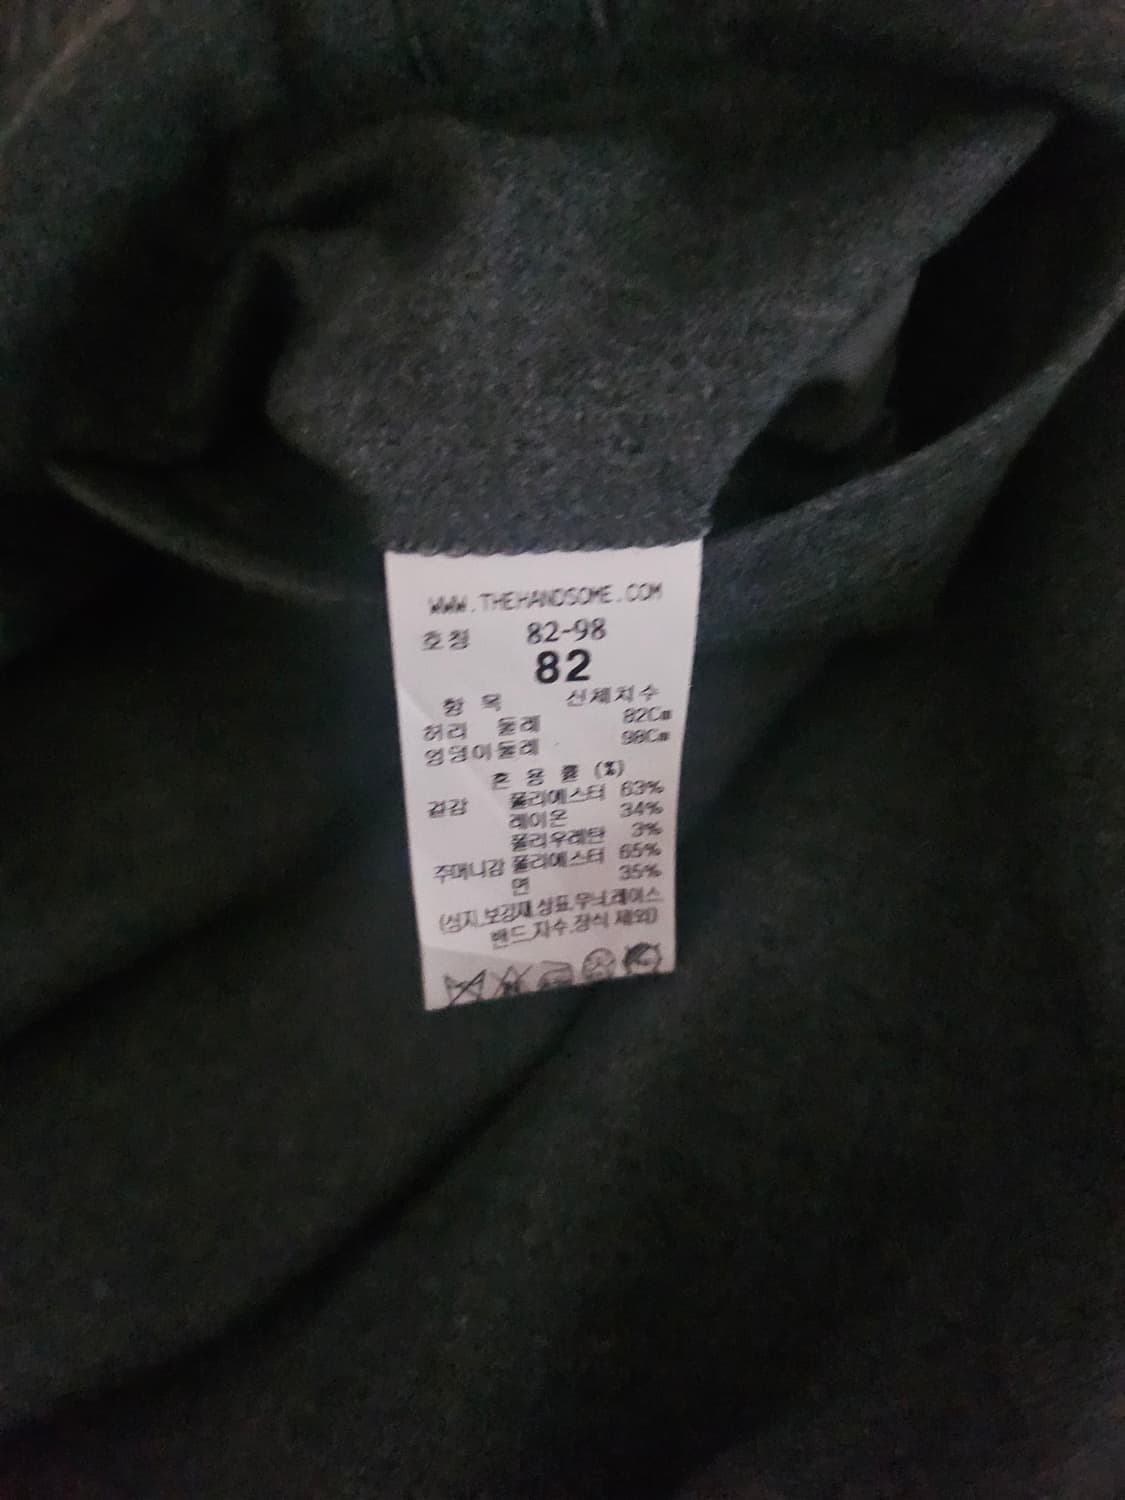 WWW.THEHANDSOME.COM
호칭 82-98
82
항 목 신체치수
허리 둘레 82Cm
엉덩이둘레 98Cm
혼 용 률 (%)
겉감 폴리에스터 63%
레이온 34%
폴리우레탄 3%
주머니감 폴리에스터 65%
면 35%
(심지,보강재,상표,무늬,레이스
밴드,자수,장식 제외)